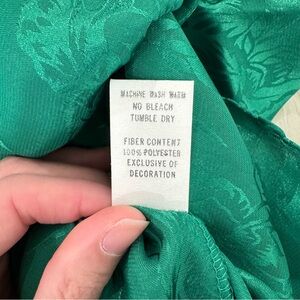 MACHINE WASH WARM
NO BLEACH
TUMBLE DRY
FIBER CONTENT
100% POLYESTER
EXCLUSIVE OF
DECORATION